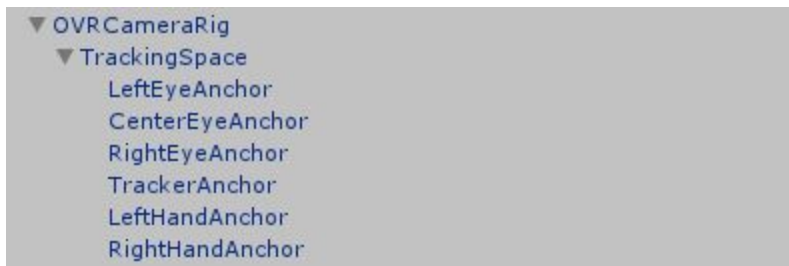 OVRCameraRig
TrackingSpace
LeftEyeAnchor
CenterEyeAnchor
RightEyeAnchor
TrackerAnchor
LeftHandAnchor
RightHandAnchor